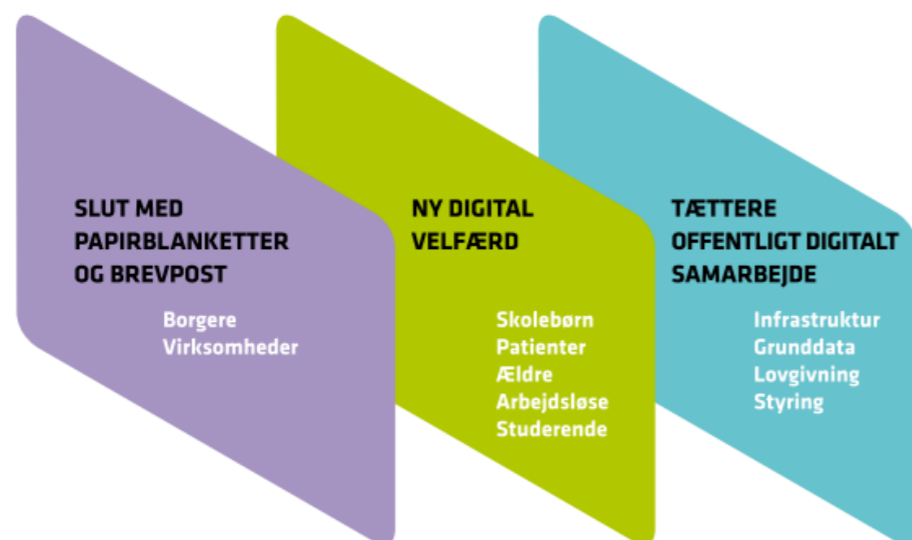 SLUT MED
PAPIRBLANKETTER
OG BREVPOST
Borgere
Virksomheder
NY DIGITAL
VELFÆRD
Skolebørn
Patienter
Ældre
Arbejdsløse
Studerende
TÆTTERE
OFFENTLIGT DIGITALT
SAMARBEJDE
Infrastruktur
Grunddata
Lovgivning
Styring